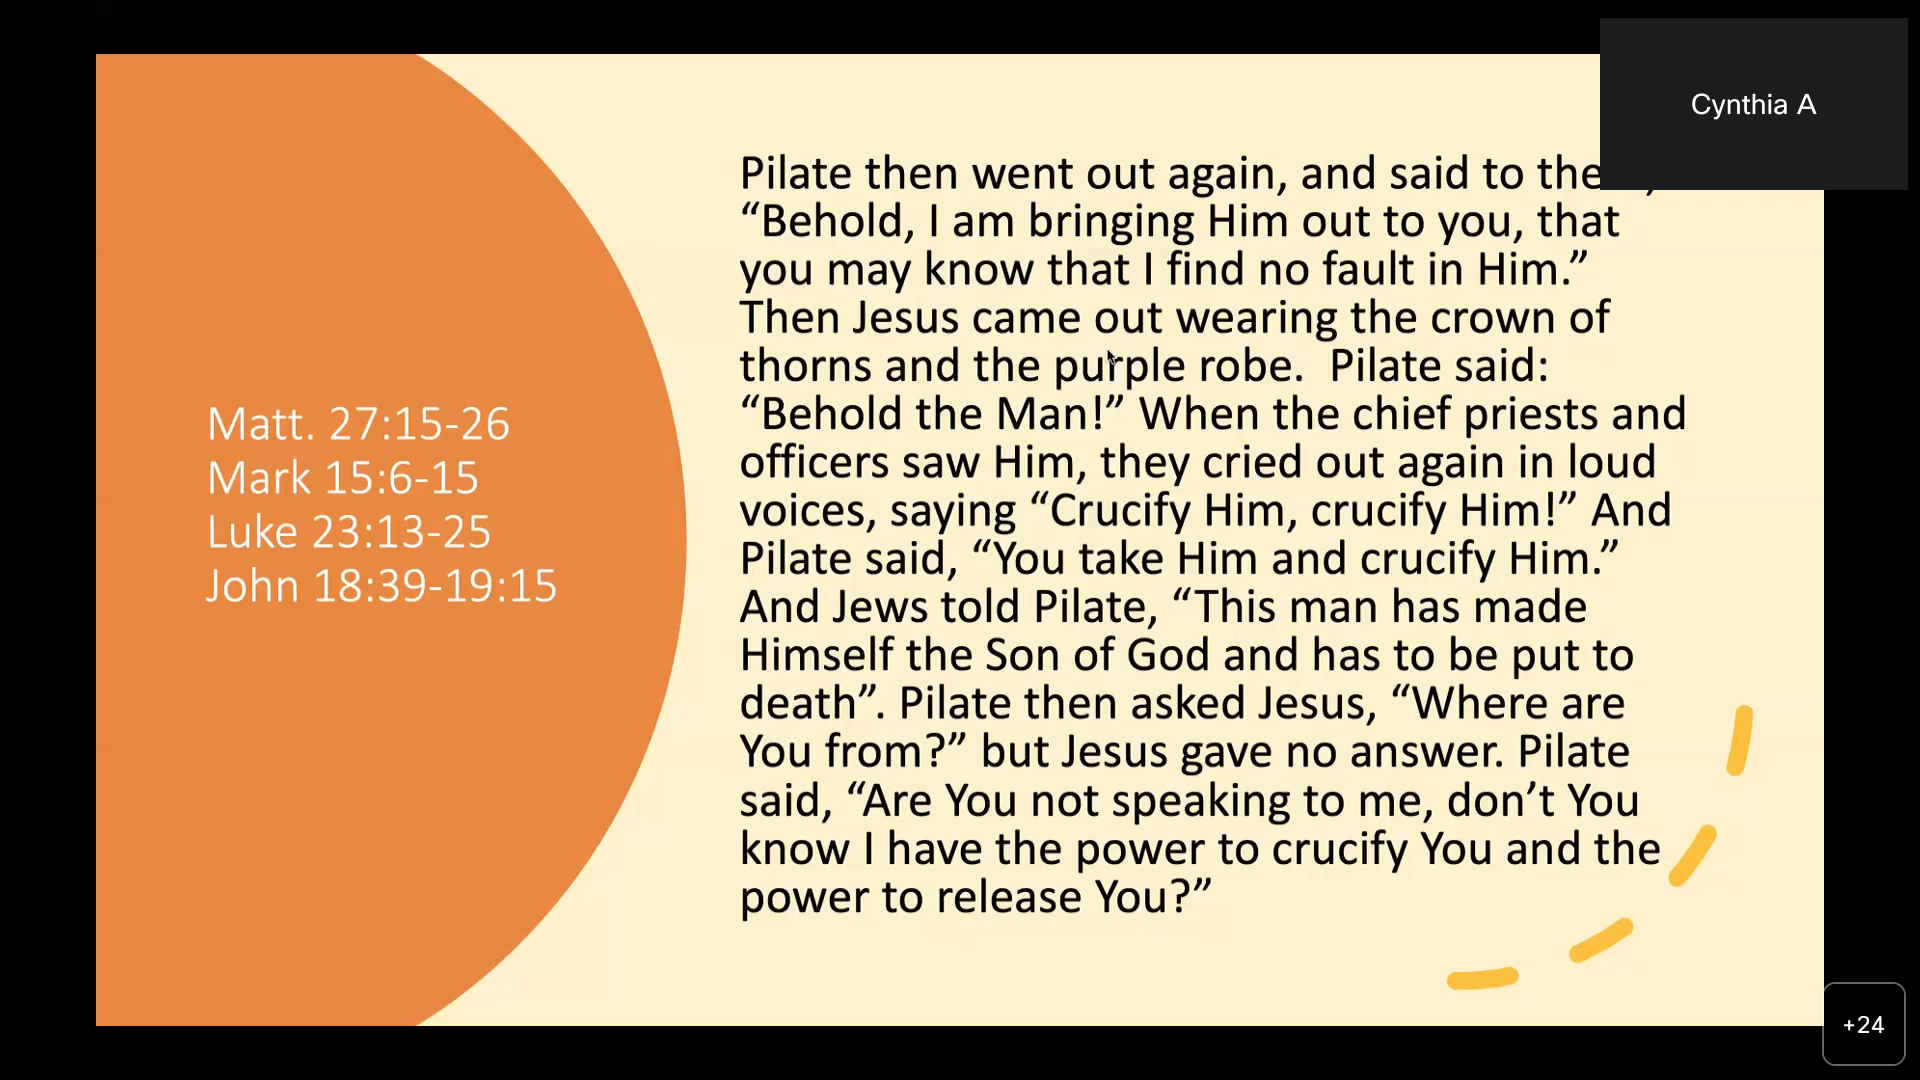 Cynthia A
Matt. 27:15-26
Mark 15:6-15
Luke 23:13-25
John 18:39-19:15
Pilate then went out again, and said to
“Behold, I am bringing Him out to you, that
you may know that I find no fault in Him.”
Then Jesus came out wearing the crown of
thorns and the purple robe.  Pilate said:
“Behold the Man!” When the chief priests and
officers saw Him, they cried out again in loud
voices, saying “Crucify Him, crucify Him!” And
Pilate said, “You take Him and crucify Him.”
And Jews told Pilate, “This man has made
Himself the Son of God and has to be put to
death”. Pilate then asked Jesus, “Where are
You from?” but Jesus gave no answer. Pilate
said, “Are You not speaking to me, don’t You
know I have the power to crucify You and the
power to release You?”
+24